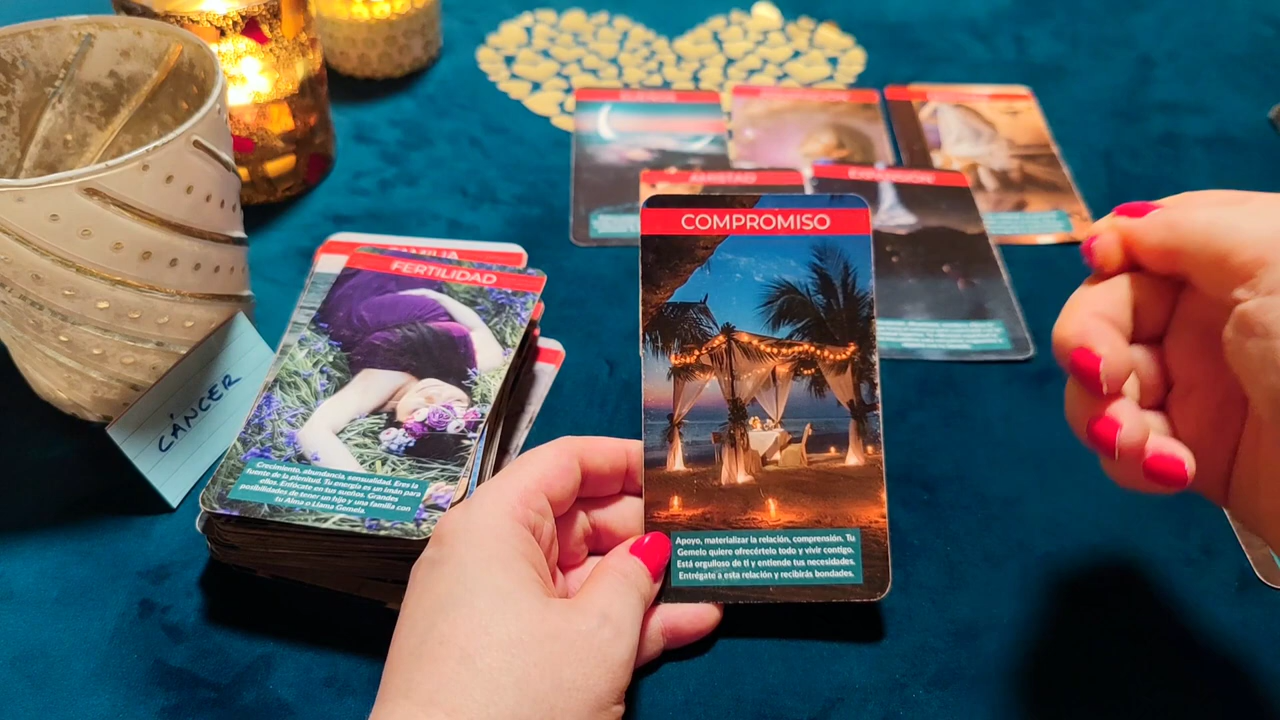 AMISTAD
EXPANSIÓN
COMPROMISO
Apoyo, materializar la relación, comprensión. Tu
Gemelo quiere ofrecértelo todo y vivir contigo.
Está orgulloso de ti y entiende tus necesidades.
Entrégate a esta relación y recibirás bondades.
FAMILIA
FERTILIDAD
Crecimiento, abundancia, sensualidad. Eres la
fuente de la plenitud. Tu energía es un imán para
ellos. Enfócate en tus sueños. Grandes
posibilidades de tener un hijo y una familia con
tu Alma o Llama Gemela.
CÁNCER